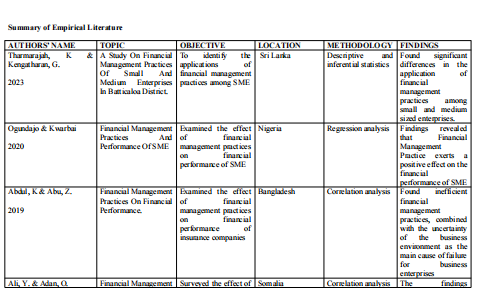 Summary of Empirical Literature
AUTHORS' NAME TOPIC OBJECTIVE LOCATION METHODOLOGY FINDINGS
Tharmarajah, K & Kengatharan, G.
2023
A Study On Financial
Management Practices
Of Small And
Medium Enterprises
In Batticaloa District.
To identify the
applications of
financial management
practices among SME
Sri Lanka
Descriptive and
inferential statistics
Found significant
differences in the
application of
financial
management
practices among
small and medium
sized enterprises.
Ogundajo & Kwarbai
2020
Financial Management
Practices And
Performance Of SME
Examined the effect
of financial
management practices
on financial
performance of SME
Nigeria
Regression analysis
Findings revealed
that Financial
Management
Practice exerts a
positive effect on the
financial
performance of SME
Abdul, K & Abu, Z.
2019
Financial Management
Practices On Financial
Performance.
Examined the effect
of financial
management practices
on financial
performance of
insurance companies
Bangladesh
Correlation analysis
Found inefficient
financial
management
practices, combined
with the uncertainty
of the business
environment as the
main cause of failure
for business
enterprises
Ali, Y. & Adan, O.
Financial Management
Surveyed the effect of
Somalia
Correlation analysis
The findings